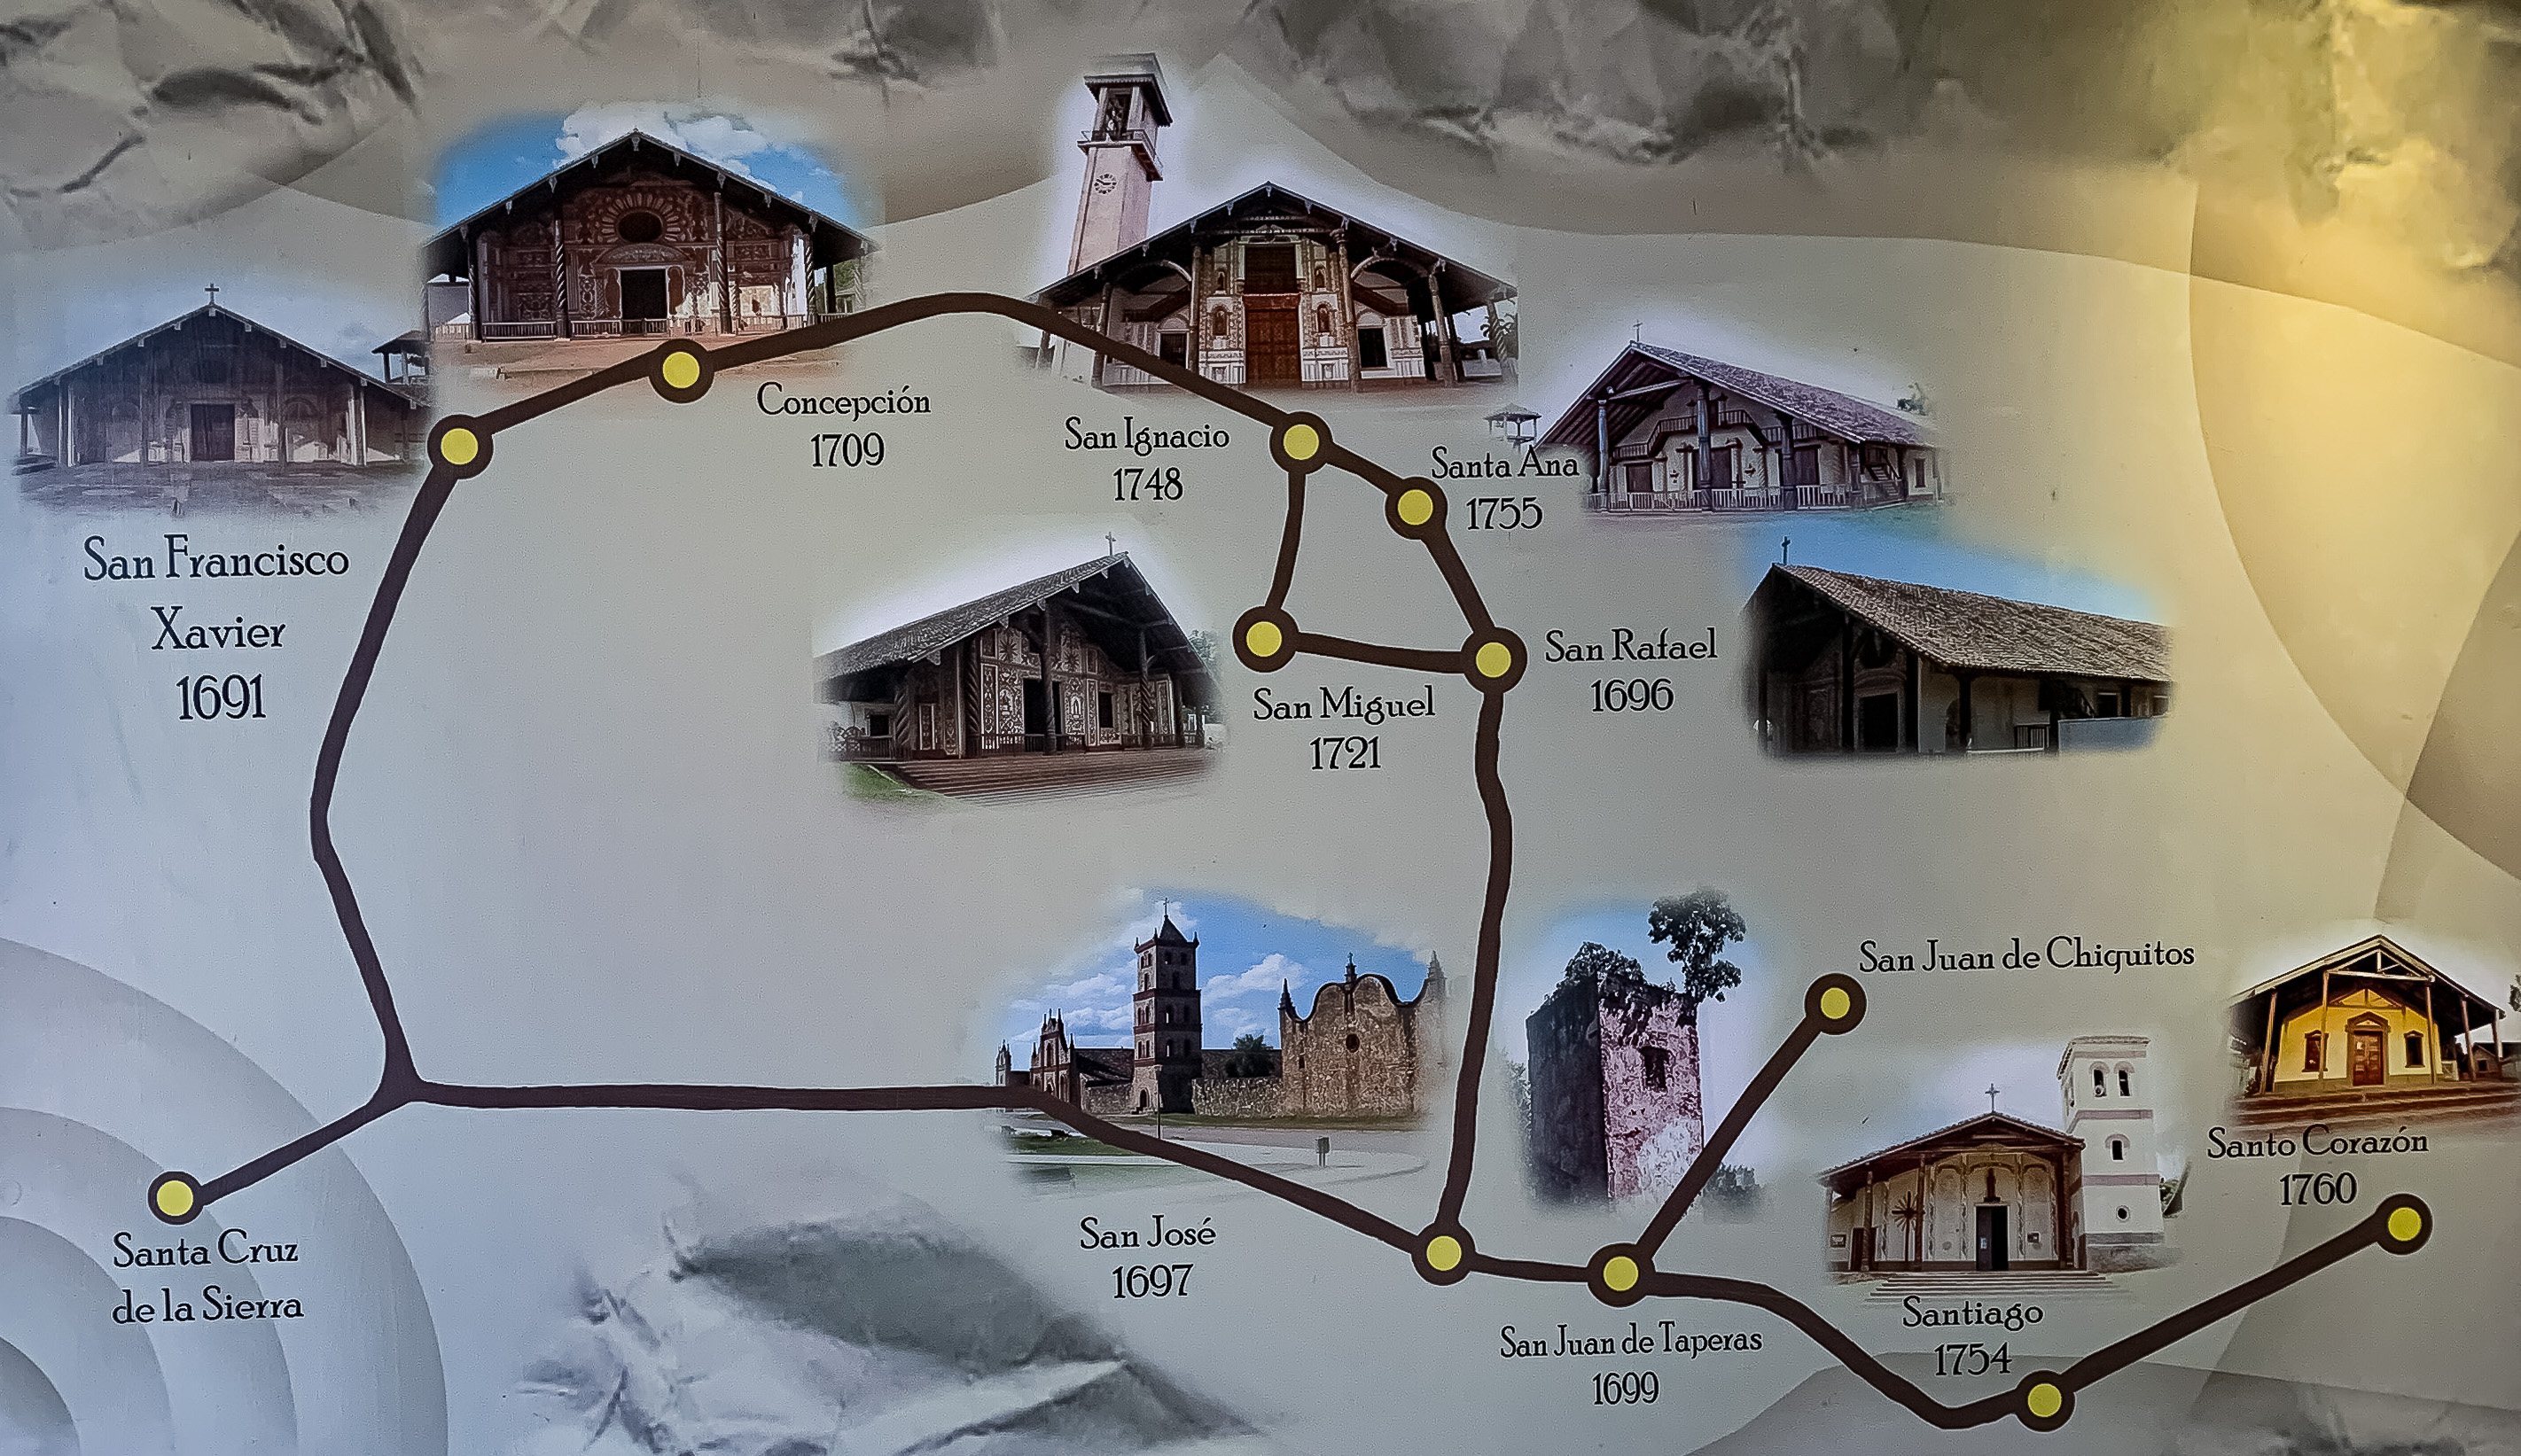 Concepción
1709
San Ignacio
1748
Santa Ana
1755
San Francisco
Xavier
1691
San Rafael
1696
San Miguel
1721
San Juan de Chiquitos
Santo Corazón
1760
San José
1697
Santa Cruz
de la Sierra
San Juan de Taperas
1699
Santiago
1754